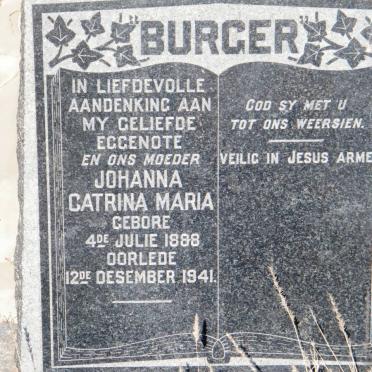 "BURGER"
IN LIEFDEVOLLE
AANDENKING AAN
MY GELIEFDE
EGGENOTE
EN ONS MOEDER
JOHANNA
CATRINA MARIA
GEBORE
4DE JULIE 1888
OORLEDE
12DE DESEMBER 1941.
GOD SY MET U
TOT ONS WEERSIEN.
VEILIG IN JESUS ARME